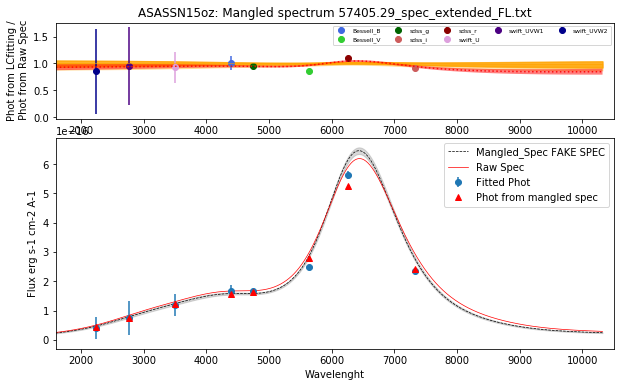 ASASSN15oz: Mangled spectrum 57405.29_spec_extended_FL.txt
Phot from LCfitting /
Phot from Raw Spec
1.5
1.0
0.5
0.0
Bessell_B sdss_g sdss_r swift_UVW1 swift_UVW2
Bessell_V sdss_i swift_U
2000 3000 4000 5000 6000 7000 8000 9000 10000
Flux erg s-1 cm-2 A-1
6
5
4
3
2
1
0
Mangled_Spec FAKE SPEC
Raw Spec
Fitted Phot
Phot from mangled spec
2000 3000 4000 5000 6000 7000 8000 9000 10000
Wavelenght